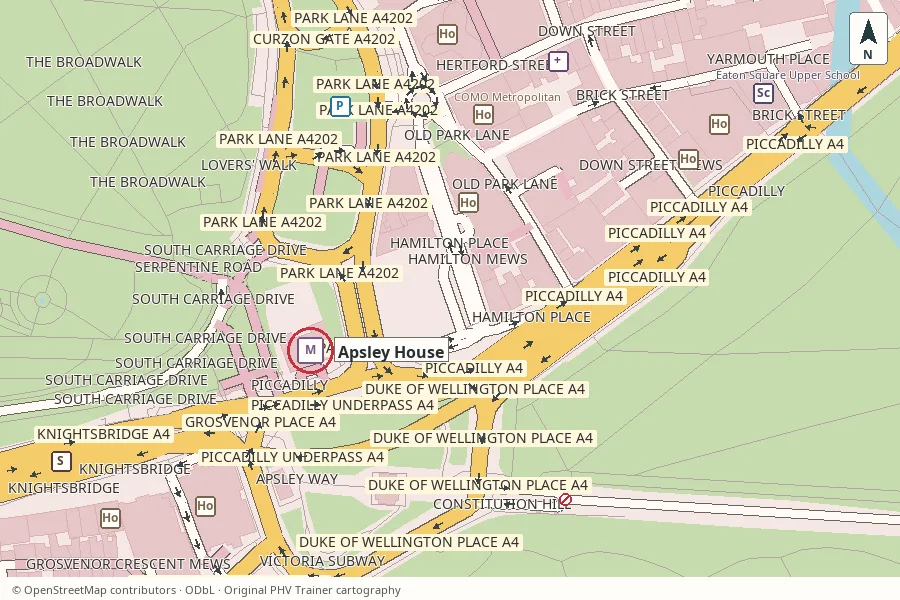 PARK LANE A4202
DOWN STREET
CURZON GATE A4202
Ho
N
THE BROADWALK
HERTFORD STREET
YARMOUTH PLACE
Eaton Square Upper School
PARK LANE A4202
COMO Metropolitan
BRICK STREET
Sc
THE BROADWALK
P
PARK LANE A4202
Ho
BRICK STREET
Ho
THE BROADWALK
PARK LANE A4202
OLD PARK LANE
PICCADILLY A4
LOVERS' WALK
PARK LANE A4202
DOWN STREET MEWS
Ho
THE BROADWALK
OLD PARK LANE
PICCADILLY
PARK LANE A4202
Ho
PICCADILLY A4
PARK LANE A4202
PICCADILLY A4
SOUTH CARRIAGE DRIVE
HAMILTON PLACE
SERPENTINE ROAD
HAMILTON MEWS
PARK LANE A4202
PICCADILLY A4
SOUTH CARRIAGE DRIVE
PICCADILLY A4
HAMILTON PLACE
SOUTH CARRIAGE DRIVE
M
Apsley House
SOUTH CARRIAGE DRIVE
PICCADILLY A4
SOUTH CARRIAGE DRIVE
PICCADILLY
DUKE OF WELLINGTON PLACE A4
SOUTH CARRIAGE DRIVE
PICCADILLY UNDERPASS A4
GROSVENOR PLACE A4
KNIGHTSBRIDGE A4
DUKE OF WELLINGTON PLACE A4
S
KNIGHTSBRIDGE
PICCADILLY UNDERPASS A4
KNIGHTSBRIDGE
APSLEY WAY
DUKE OF WELLINGTON PLACE A4
Ho
Ho
CONSTITUTION HILL
DUKE OF WELLINGTON PLACE A4
GROSVENOR CRESCENT MEWS
VICTORIA SUBWAY
© OpenStreetMap contributors · ODbL · Original PHV Trainer cartography